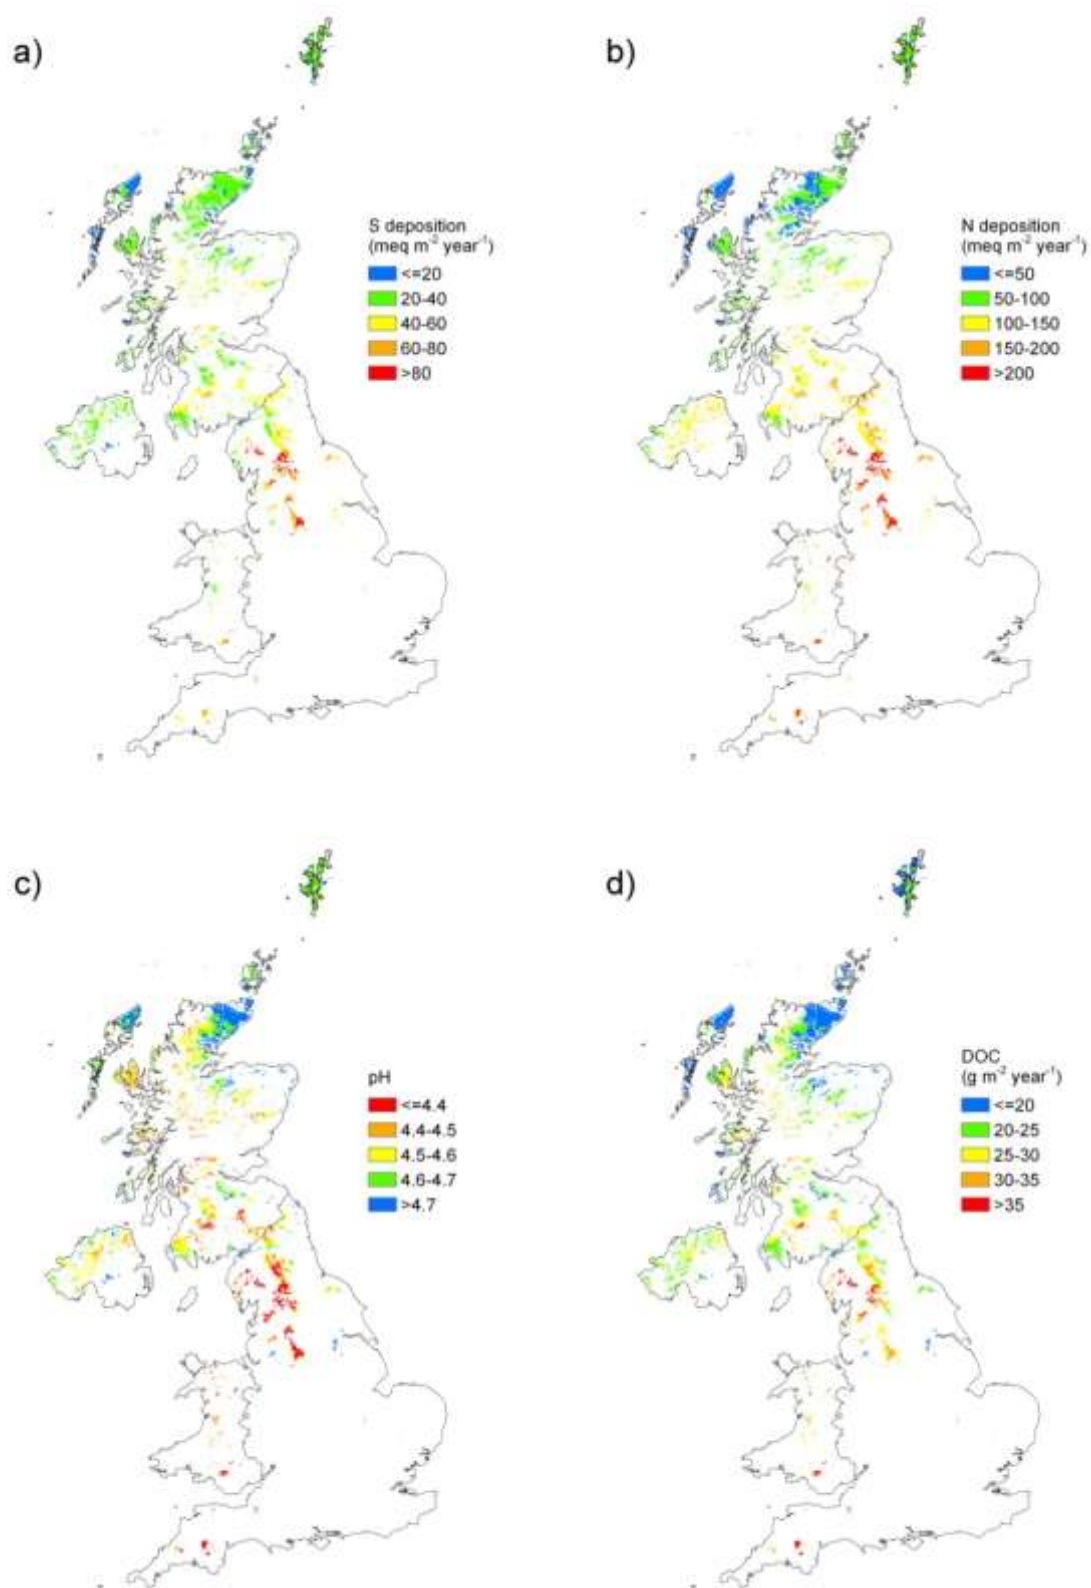 a)
S deposition
(meq m⁻² year⁻¹)
<=20
20-40
40-60
60-80
>80
b)
N deposition
(meq m⁻² year⁻¹)
<=50
50-100
100-150
150-200
>200
c)
pH
<=4.4
4.4-4.5
4.5-4.6
4.6-4.7
>4.7
d)
DOC
(g m⁻² year⁻¹)
<=20
20-25
25-30
30-35
>35